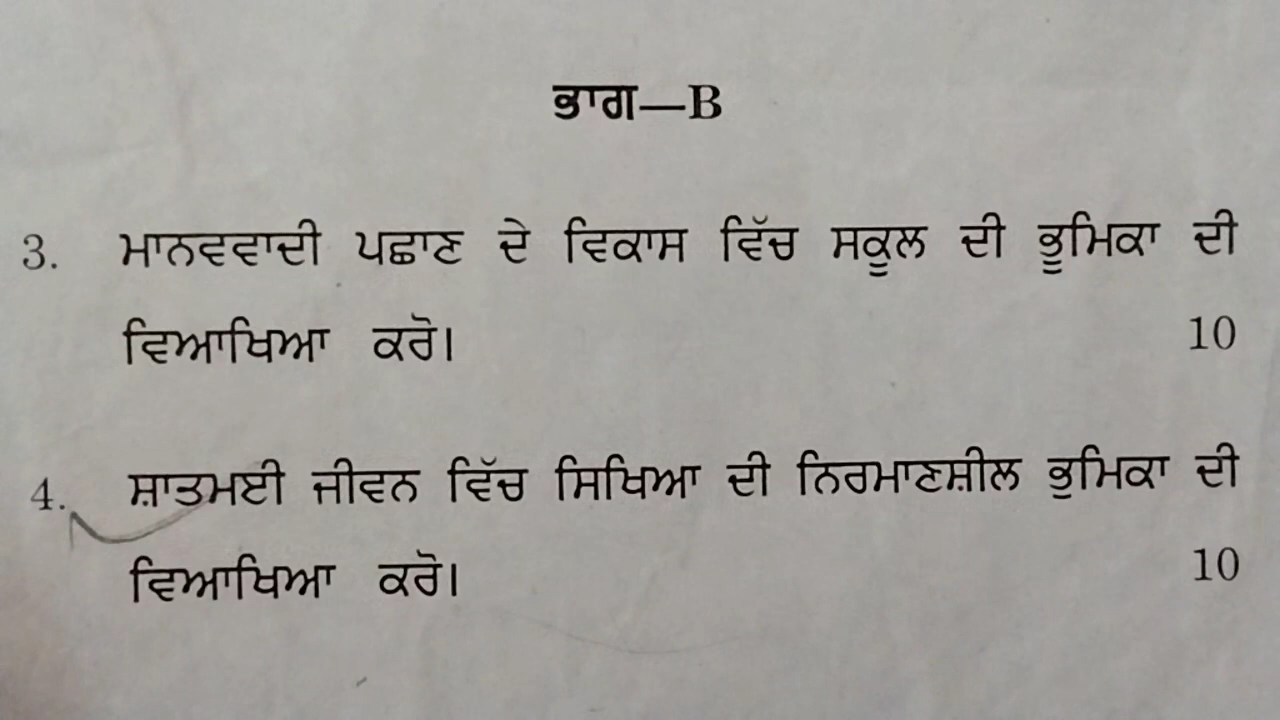 ਭਾਗ—B
3. ਮਾਨਵਵਾਦੀ ਪਛਾਣ ਦੇ ਵਿਕਾਸ ਵਿੱਚ ਸਕੂਲ ਦੀ ਭੂਮਿਕਾ ਦੀ
ਵਿਆਖਿਆ ਕਰੋ। 10
4. ਸ਼ਾਤਮਈ ਜੀਵਨ ਵਿੱਚ ਸਿਖਿਆ ਦੀ ਨਿਰਮਾਣਸ਼ੀਲ ਭੁਮਿਕਾ ਦੀ
ਵਿਆਖਿਆ ਕਰੋ। 10